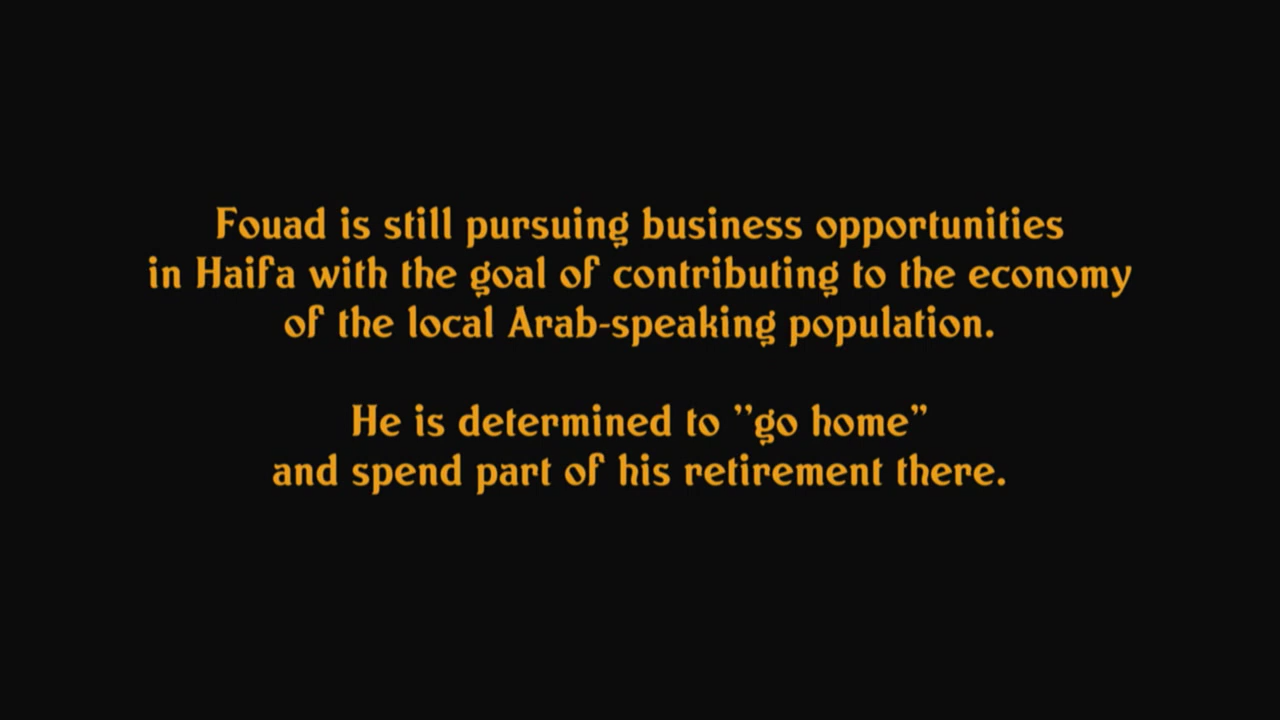 Fouad is still pursuing business opportunities
in Haifa with the goal of contributing to the economy
of the local Arab-speaking population.
He is determined to ”go home”
and spend part of his retirement there.